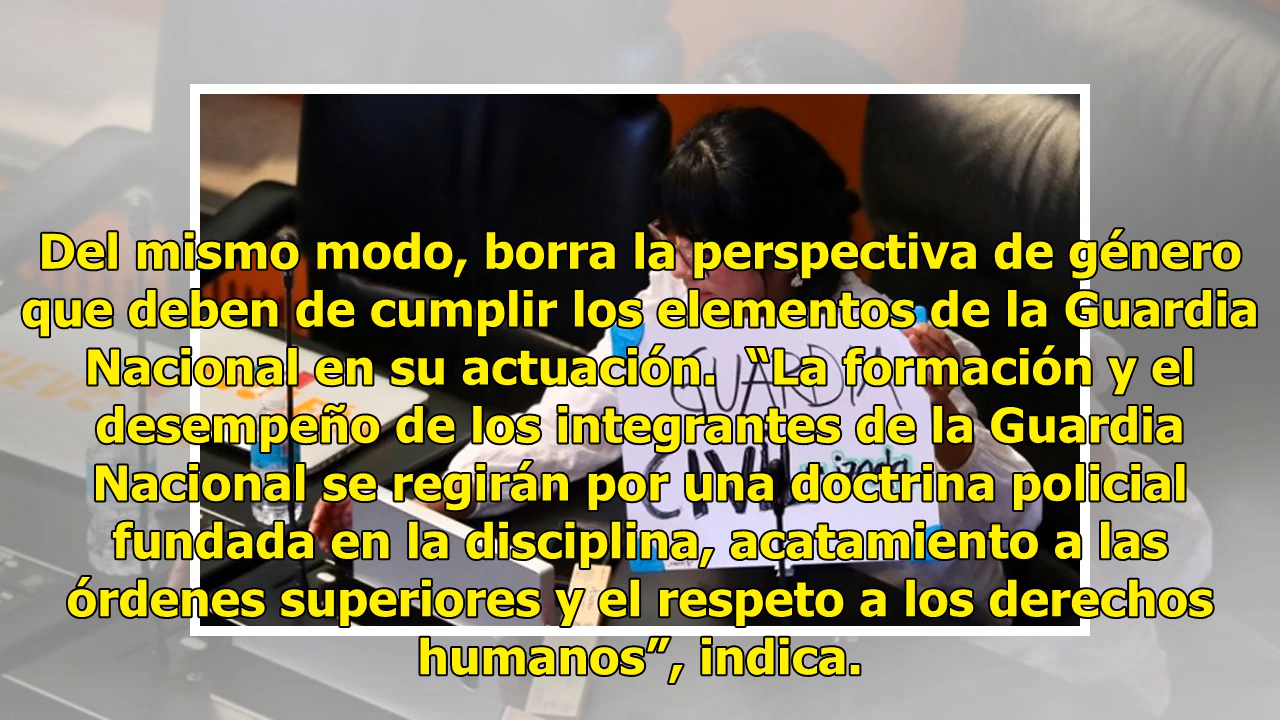 Del mismo modo, borra la perspectiva de género
que deben de cumplir los elementos de la Guardia
Nacional en su actuación. “La formación y el
desempeño de los integrantes de la Guardia
Nacional se regirán por una doctrina policial
fundada en la disciplina, acatamiento a las
órdenes superiores y el respeto a los derechos
humanos”, indica.
GUARDIA
CIVIL